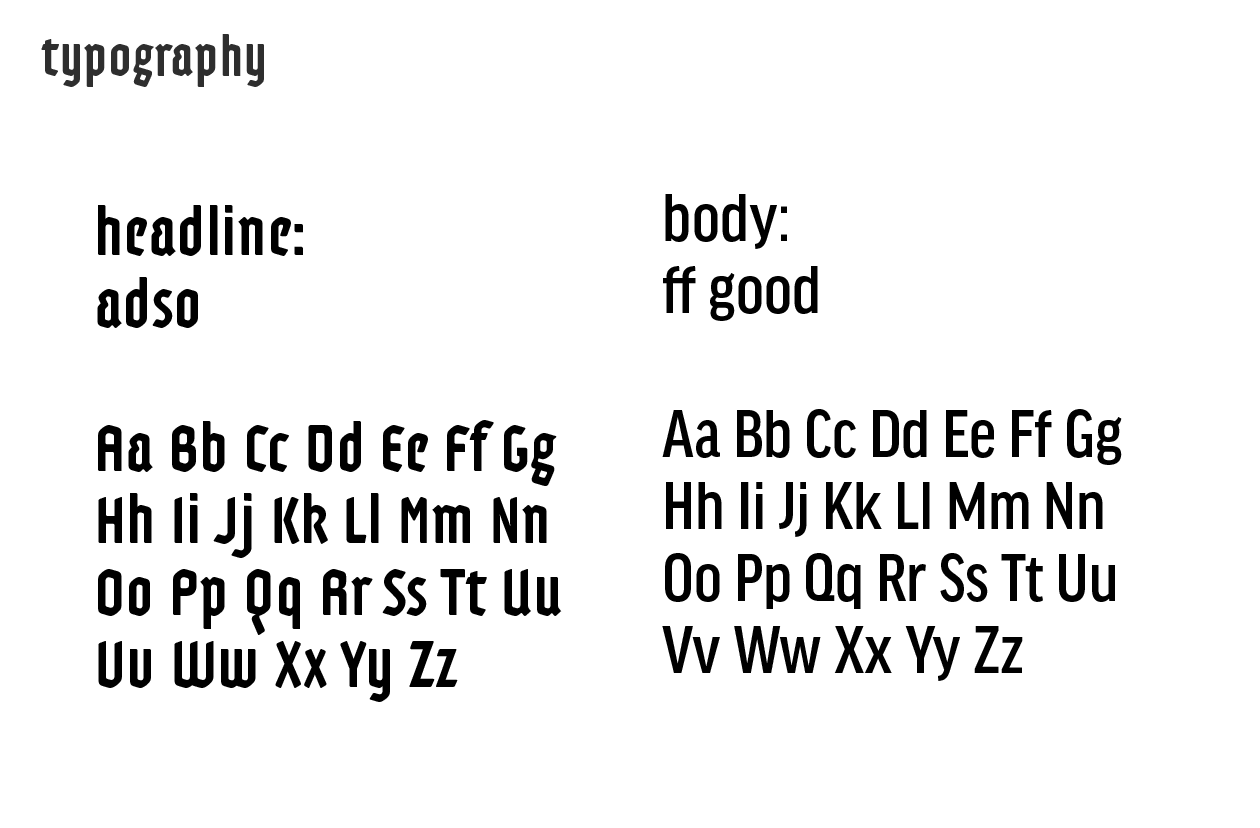 typography
headline:
adso
Aa Bb Cc Dd Ee Ff Gg
Hh Ii Jj Kk Ll Mm Nn
Oo Pp Qq Rr Ss Tt Uu
Vv Ww Xx Yy Zz
body:
ff good
Aa Bb Cc Dd Ee Ff Gg
Hh Ii Jj Kk Ll Mm Nn
Oo Pp Qq Rr Ss Tt Uu
Vv Ww Xx Yy Zz